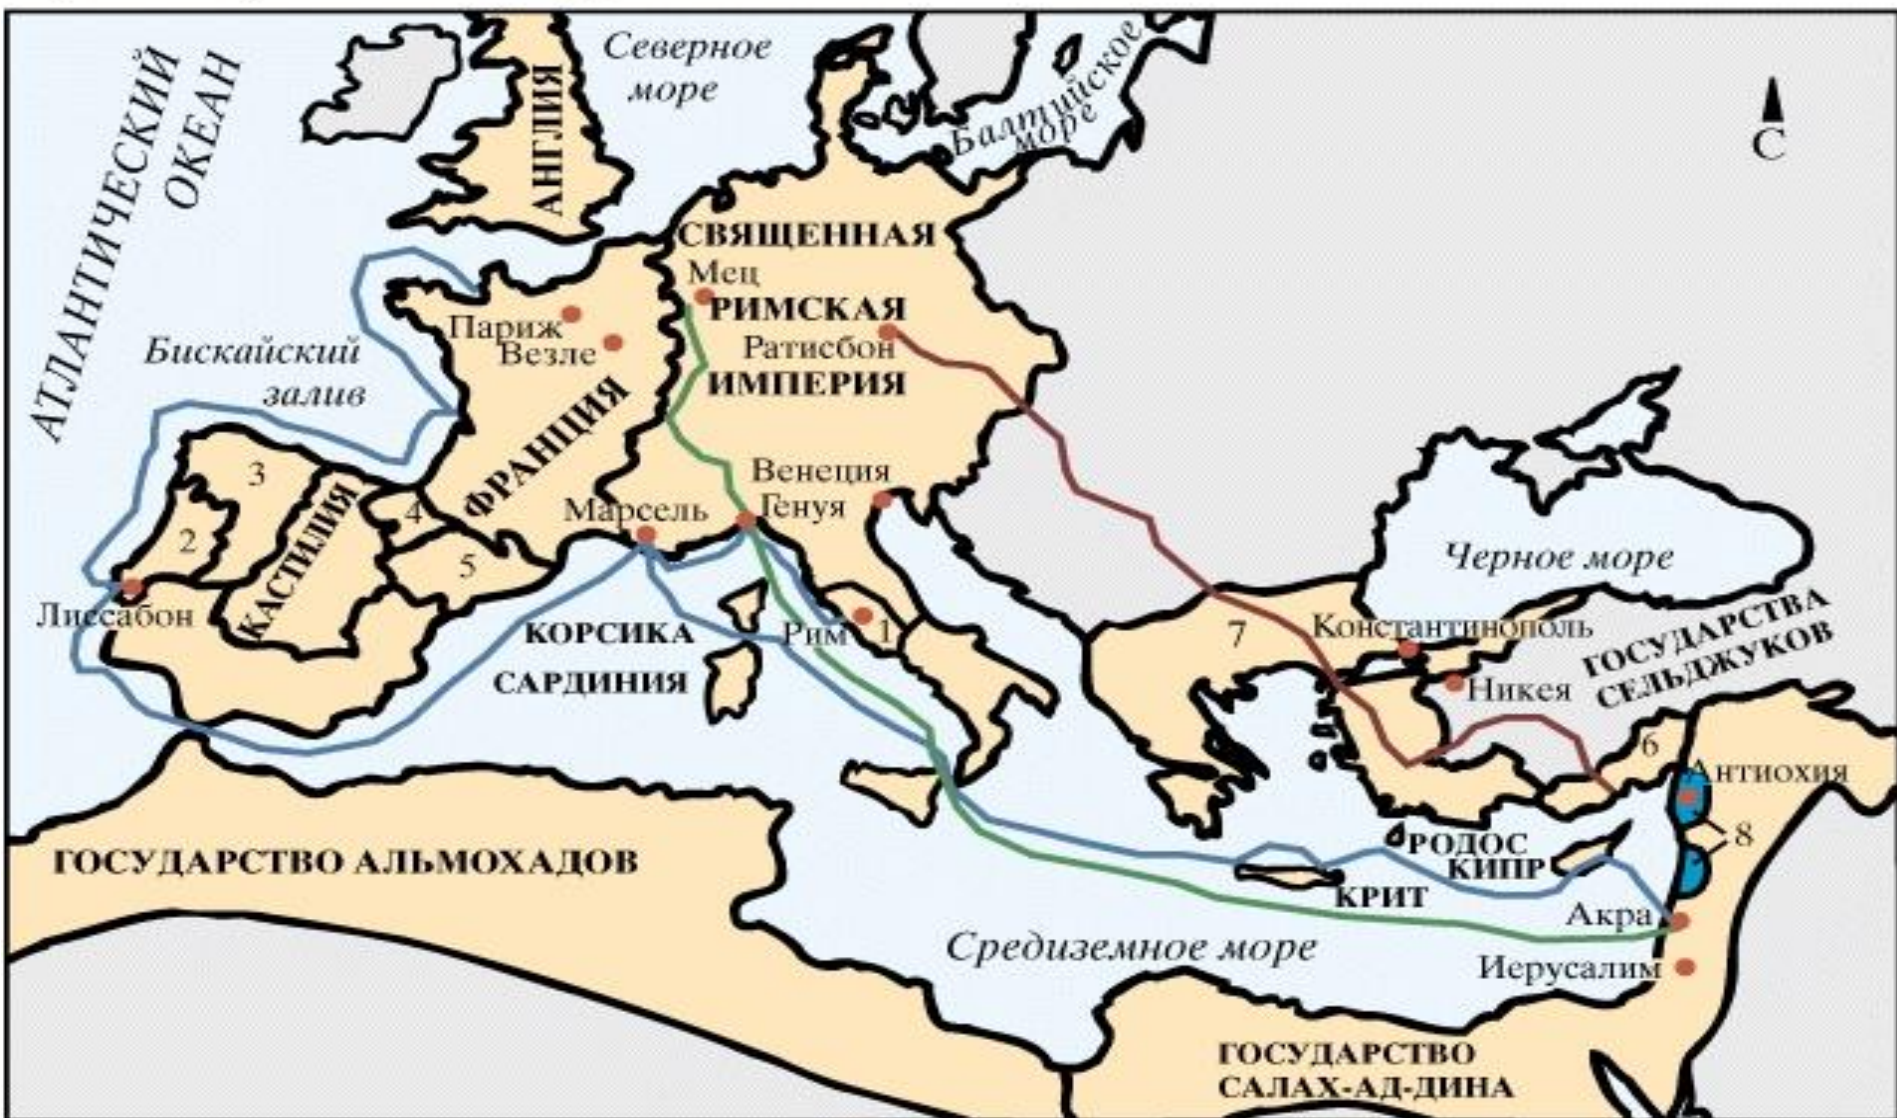 АТЛАНТИЧЕСКИЙ
ОКЕАН
Северное
море
Балтийское
море
С
АНГЛИЯ
СВЯЩЕННАЯ
Мец
РИМСКАЯ
Париж
Везле
Ратисбон
ИМПЕРИЯ
Бискайский
залив
ФРАНЦИЯ
3
КАСТИЛИЯ
4
2
5
Венеция
Марсель
Генуя
Черное море
Лиссабон
КОРСИКА
САРДИНИЯ
Рим
1
7
Константинополь
Никея
ГОСУДАРСТВА
СЕЛЬДЖУКОВ
6
Антиохия
8
РОДОС
КИПР
КРИТ
Акра
Иерусалим
ГОСУДАРСТВО АЛЬМОХАДОВ
Средиземное море
ГОСУДАРСТВО
САЛАХ-АД-ДИНА